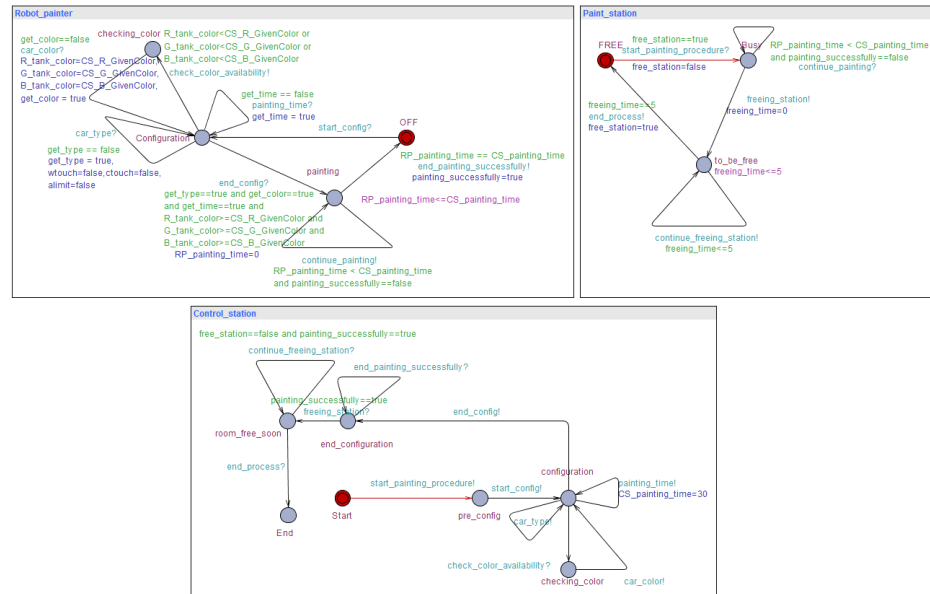 Robot_painter
checking_color
R_tank_color<CS_R_GivenColor or
G_tank_color<CS_G_GivenColor or
B_tank_color<CS_B_GivenColor
check_color_availability!
get_color==false
car_color?
R_tank_color=CS_R_GivenColor,
G_tank_color=CS_G_GivenColor,
B_tank_color=CS_B_GivenColor,
get_color = true
get_time == false
painting_time?
get_time = true
OFF
start_config?
car_type?
Configuration
get_type == false
get_type = true,
wtouch=false,ctouch=false,
alimit=false
painting
RP_painting_time == CS_painting_time
end_painting_successfully!
painting_successfully=true
end_config?
get_type==true and get_color==true
and get_time==true and
R_tank_color>=CS_R_GivenColor and
G_tank_color>=CS_G_GivenColor and
B_tank_color>=CS_B_GivenColor
RP_painting_time=0
RP_painting_time<=CS_painting_time
continue_painting!
RP_painting_time < CS_painting_time
and painting_successfully==false
Paint_station
free_station==true
FREE
start_painting_procedure?
free_station=false
Busy
RP_painting_time < CS_painting_time
and painting_successfully==false
continue_painting?
freeing_time==5
end_process!
free_station=true
freeing_station!
freeing_time=0
to_be_free
freeing_time<=5
continue_freeing_station!
freeing_time<=5
Control_station
free_station==false and painting_successfully==true
continue_freeing_station?
end_painting_successfully?
painting_successfully==true
freeing_station?
end_config!
room_free_soon
end_configuration
end_process?
configuration
start_painting_procedure!
start_config!
painting_time!
CS_painting_time=30
Start
pre_config
car_type!
End
check_color_availability?
checking_color
car_color!